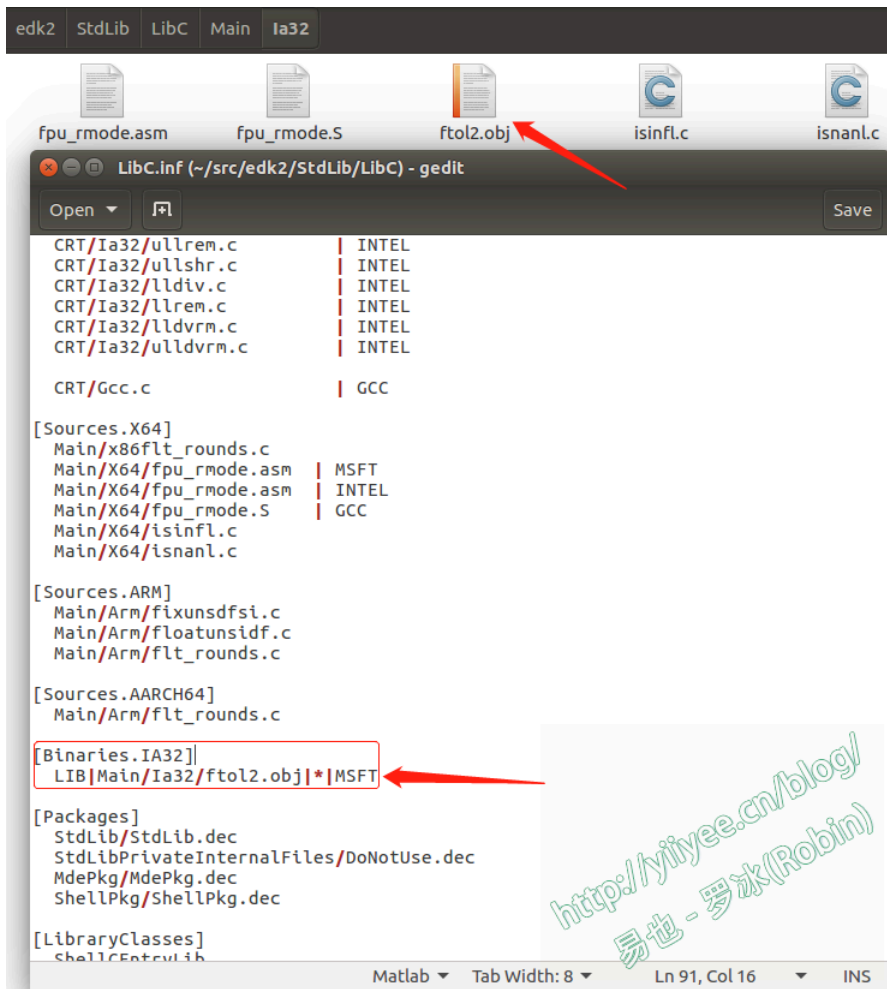 edk2 StdLib LibC Main Ia32
fpu_rmode.asm fpu_rmode.S ftol2.obj isinfl.c isnanl.c
LibC.inf (~/src/edk2/StdLib/LibC) - gedit
Open Save
CRT/Ia32/ullrem.c | INTEL
CRT/Ia32/ullshr.c | INTEL
CRT/Ia32/lldiv.c | INTEL
CRT/Ia32/llrem.c | INTEL
CRT/Ia32/lldvrm.c | INTEL
CRT/Ia32/ulldvrm.c | INTEL
CRT/Gcc.c | GCC
[Sources.X64]
Main/x86flt_rounds.c
Main/X64/fpu_rmode.asm | MSFT
Main/X64/fpu_rmode.asm | INTEL
Main/X64/fpu_rmode.S | GCC
Main/X64/isinfl.c
Main/X64/isnanl.c
[Sources.ARM]
Main/Arm/fixunsdfsi.c
Main/Arm/floatunsidf.c
Main/Arm/flt_rounds.c
[Sources.AARCH64]
Main/Arm/flt_rounds.c
[Binaries.IA32]
LIB|Main/Ia32/ftol2.obj|*|MSFT
[Packages]
StdLib/StdLib.dec
StdLibPrivateInternalFiles/DoNotUse.dec
MdePkg/MdePkg.dec
ShellPkg/ShellPkg.dec
[LibraryClasses]
ShellCEntryLib
http://yiiyee.cn/blog/
易也 - 罗冰(Robin)
Matlab Tab Width: 8 Ln 91, Col 16 INS